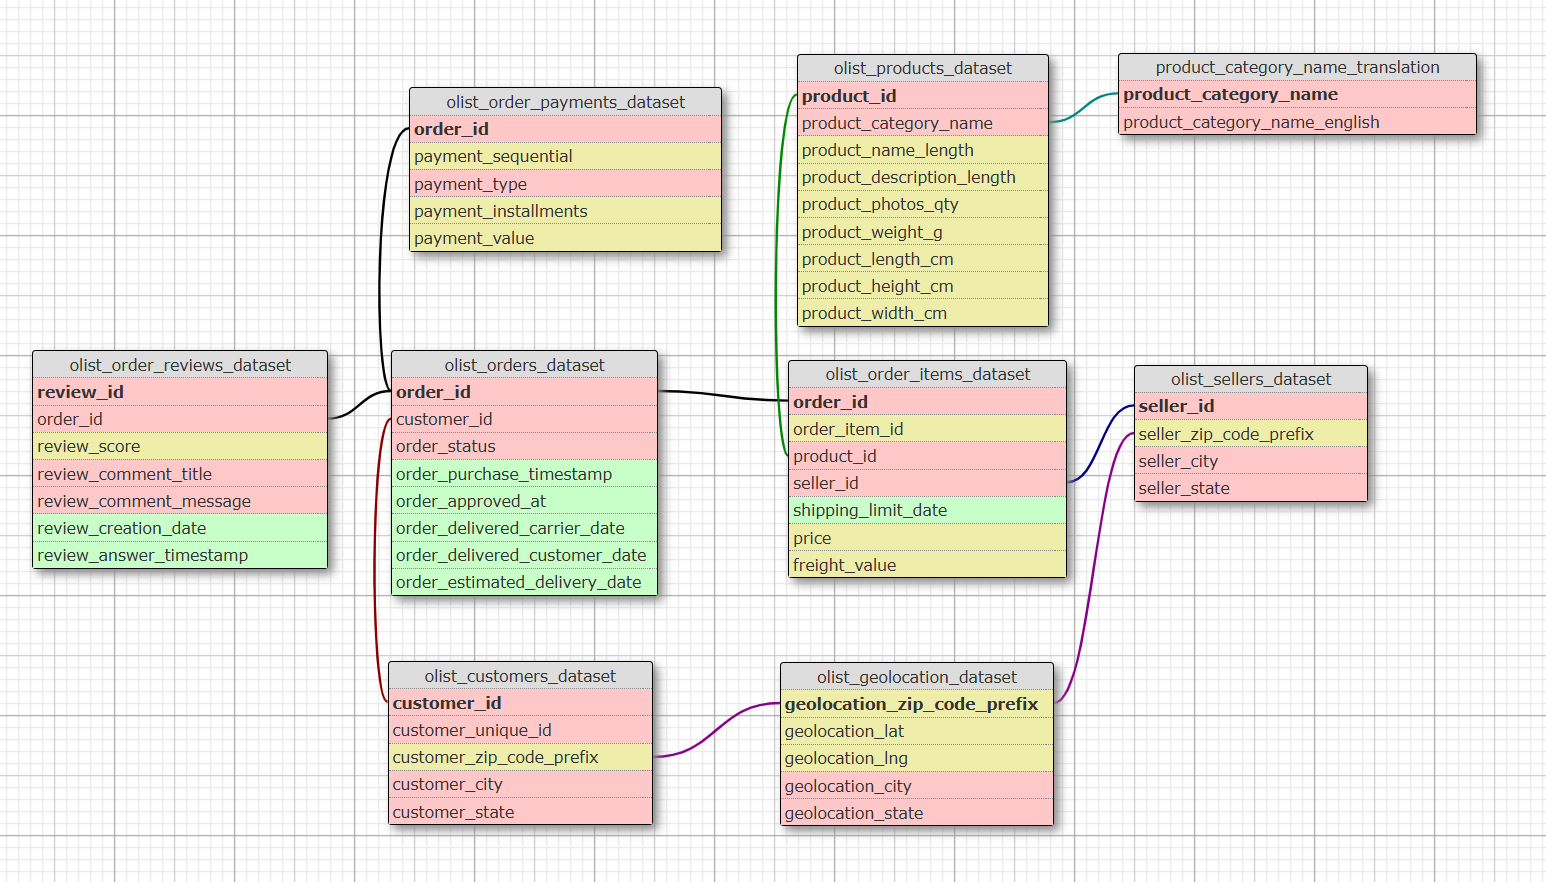 olist_products_dataset
product_id
product_category_name
product_name_length
product_description_length
product_photos_qty
product_weight_g
product_length_cm
product_height_cm
product_width_cm
product_category_name_translation
product_category_name
product_category_name_english
olist_order_payments_dataset
order_id
payment_sequential
payment_type
payment_installments
payment_value
olist_order_reviews_dataset
review_id
order_id
review_score
review_comment_title
review_comment_message
review_creation_date
review_answer_timestamp
olist_orders_dataset
order_id
customer_id
order_status
order_purchase_timestamp
order_approved_at
order_delivered_carrier_date
order_delivered_customer_date
order_estimated_delivery_date
olist_order_items_dataset
order_id
order_item_id
product_id
seller_id
shipping_limit_date
price
freight_value
olist_sellers_dataset
seller_id
seller_zip_code_prefix
seller_city
seller_state
olist_customers_dataset
customer_id
customer_unique_id
customer_zip_code_prefix
customer_city
customer_state
olist_geolocation_dataset
geolocation_zip_code_prefix
geolocation_lat
geolocation_lng
geolocation_city
geolocation_state